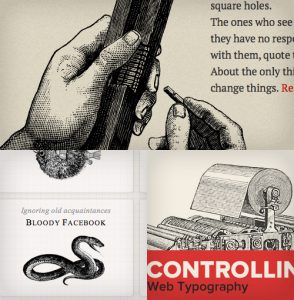 square holes.
The ones who see
they have no respe
with them, quote t
About the only thi
change things. Re
Ignoring old acquaintances
BLOODY FACEBOOK
CONTROLLIN
Web Typography